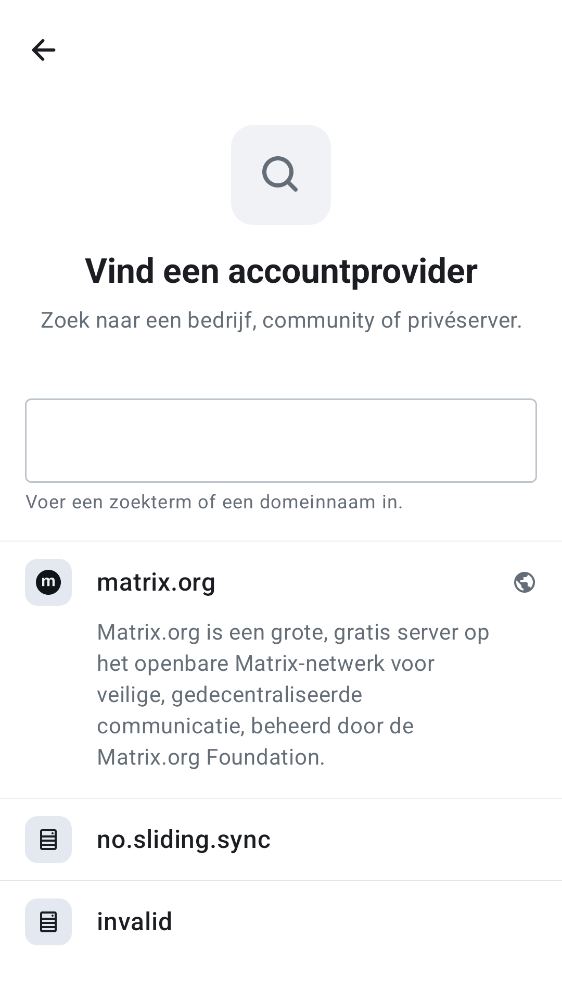 Vind een accountprovider
Zoek naar een bedrijf, community of privéserver.
Voer een zoekterm of een domeinnaam in.
m
matrix.org
Matrix.org is een grote, gratis server op
het openbare Matrix-netwerk voor
veilige, gedecentraliseerde
communicatie, beheerd door de
Matrix.org Foundation.
no.sliding.sync
invalid